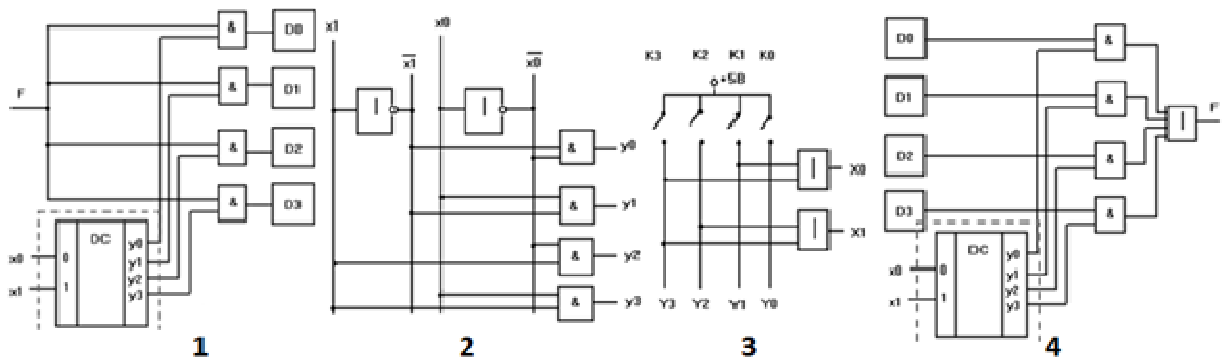 F
&
D0
&
D1
&
D2
&
D3
DC
x0
0
x1
1
y0
y1
y2
y3
1
x1
x1
x0
x0
|
|
&
y0
&
y1
&
y2
&
y3
2
K3
K2
K1
K0
+5В
|
X0
|
X1
Y3
Y2
Y1
Y0
3
D0
&
D1
&
D2
&
D3
&
|
F
DC
x0
0
x1
1
y0
y1
y2
y3
4